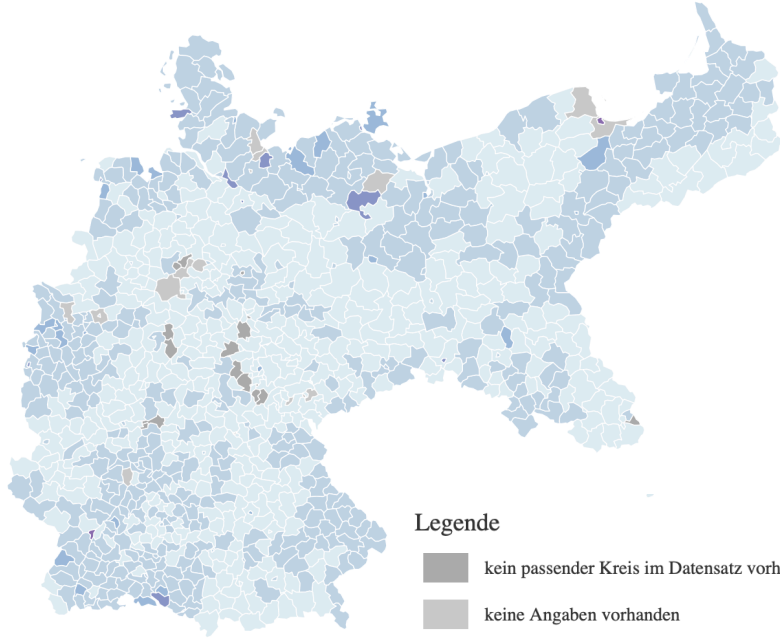 Legende
kein passender Kreis im Datensatz vorh
keine Angaben vorhanden